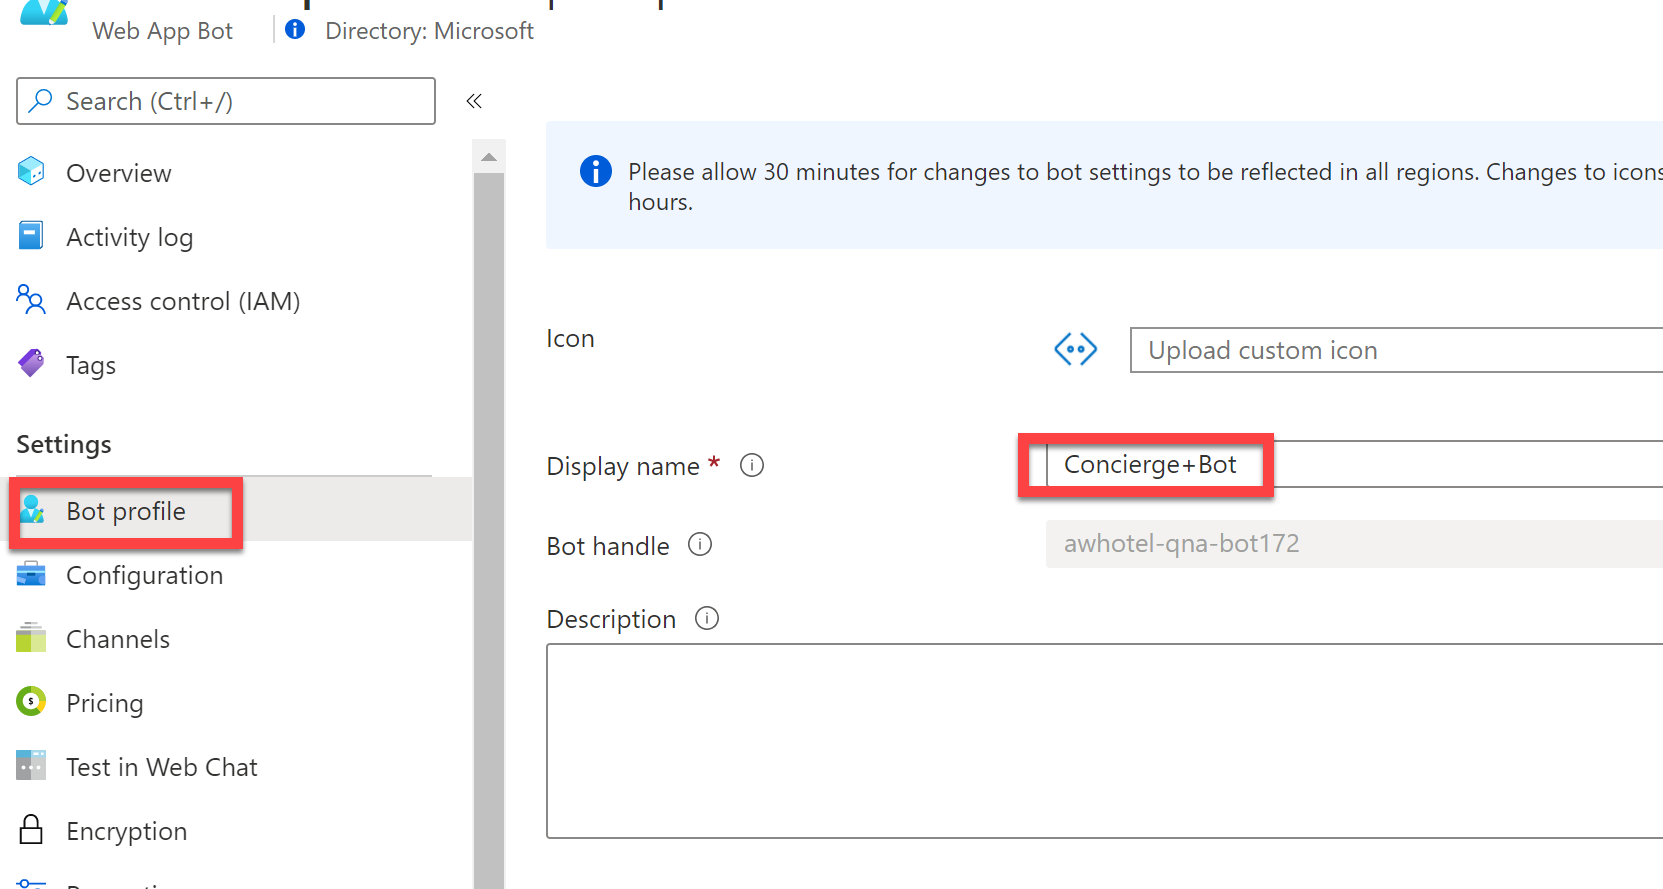 Web App Bot
Directory: Microsoft
Search (Ctrl+/)
Overview
Activity log
Access control (IAM)
Tags
Settings
Bot profile
Configuration
Channels
Pricing
Test in Web Chat
Encryption
Please allow 30 minutes for changes to bot settings to be reflected in all regions. Changes to icons
hours.
Icon
Upload custom icon
Display name *
Concierge+Bot
Bot handle
awhotel-qna-bot172
Description